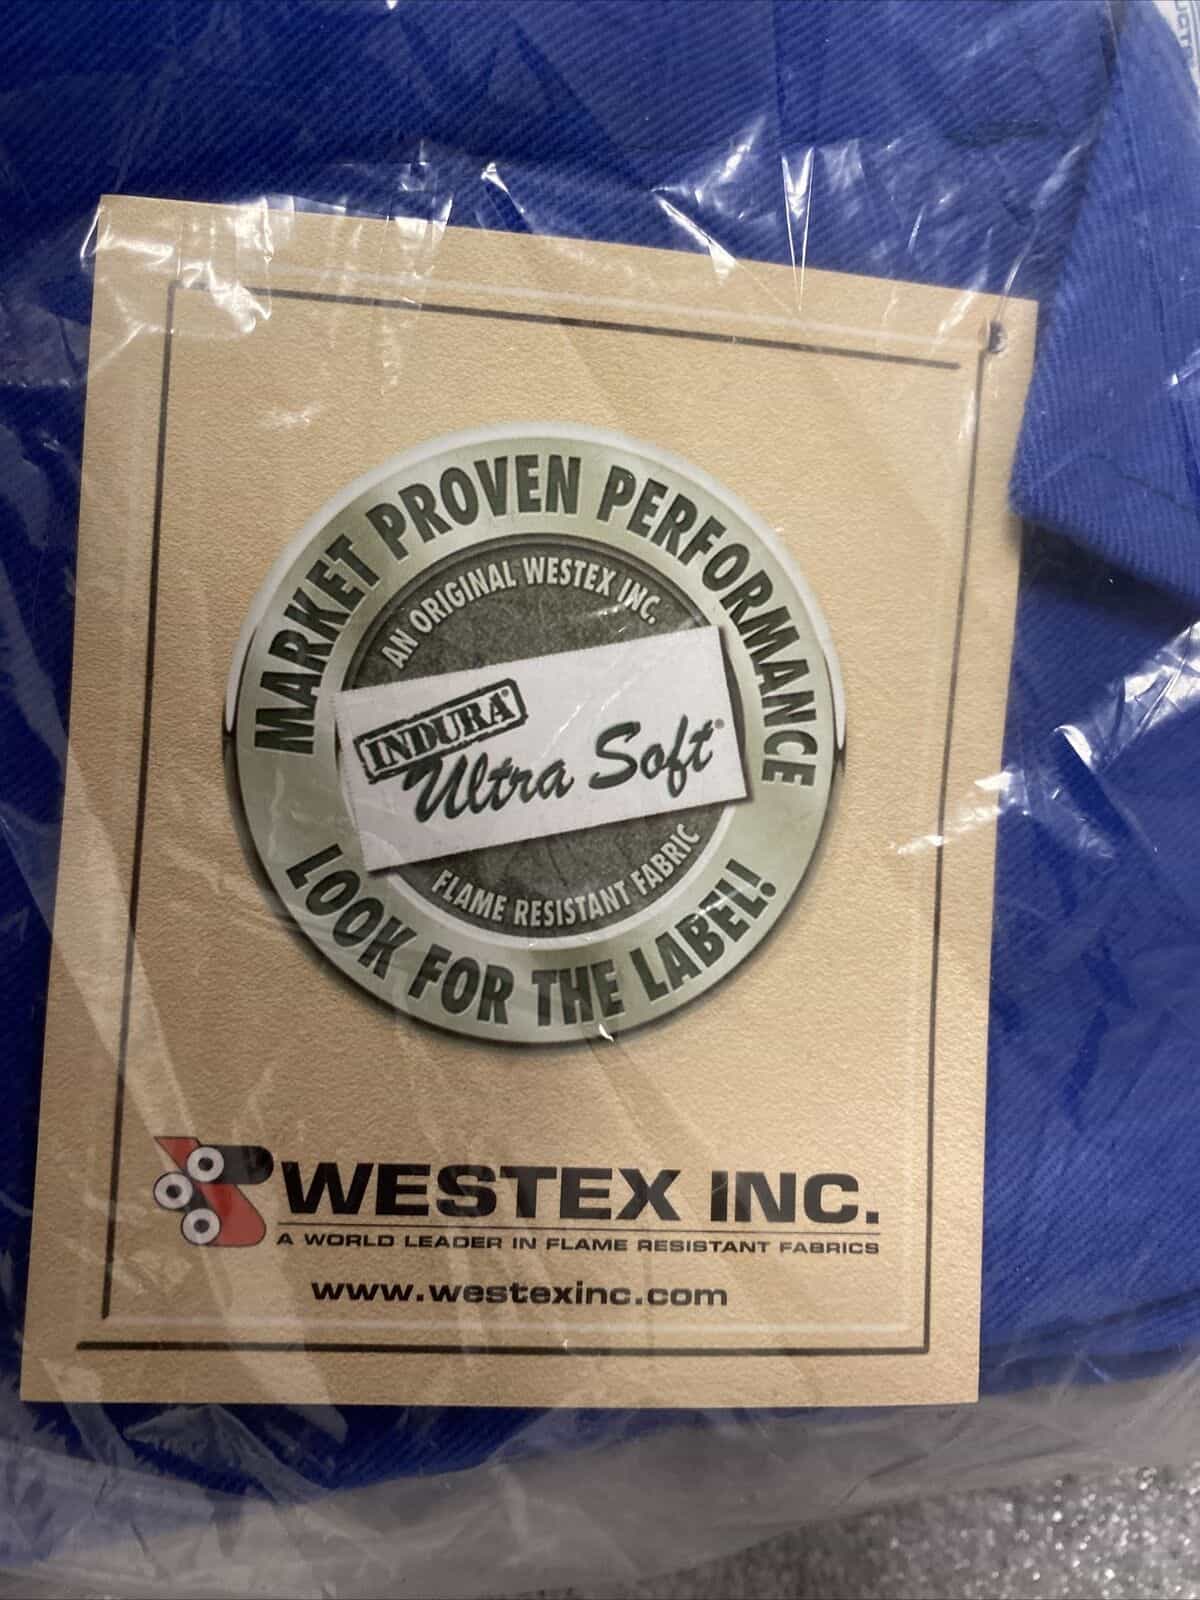 MARKET PROVEN PERFORMANCE
AN ORIGINAL WESTEX INC.
INDURA®
Ultra Soft®
FLAME RESISTANT FABRIC
LOOK FOR THE LABEL!
WESTEX INC.
A WORLD LEADER IN FLAME RESISTANT FABRICS
www.westexinc.com